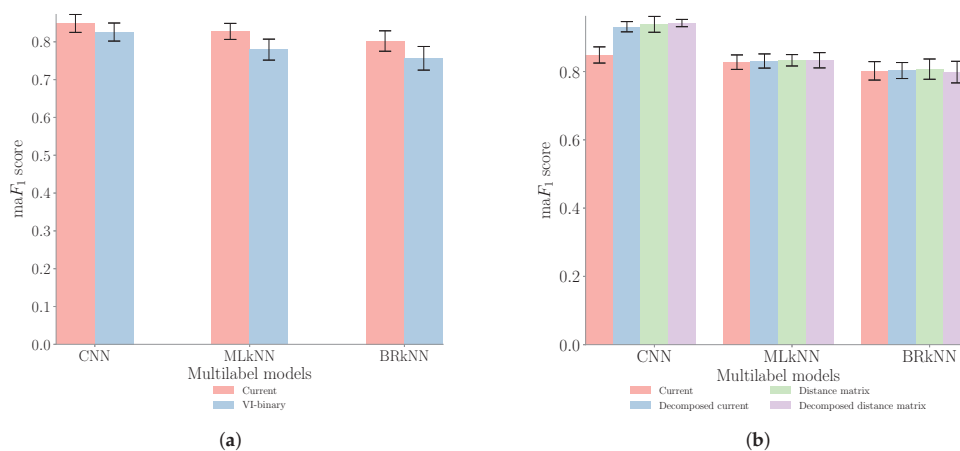 0.8
0.7
0.6
0.5
0.4
0.3
0.2
0.1
0.0
maF1 score
CNN MLkNN BRkNN
Multilabel models
Current
VI-binary
(a)
0.8
0.6
0.4
0.2
0.0
maF1 score
CNN MLkNN BRkNN
Multilabel models
Current Distance matrix
Decomposed current Decomposed distance matrix
(b)